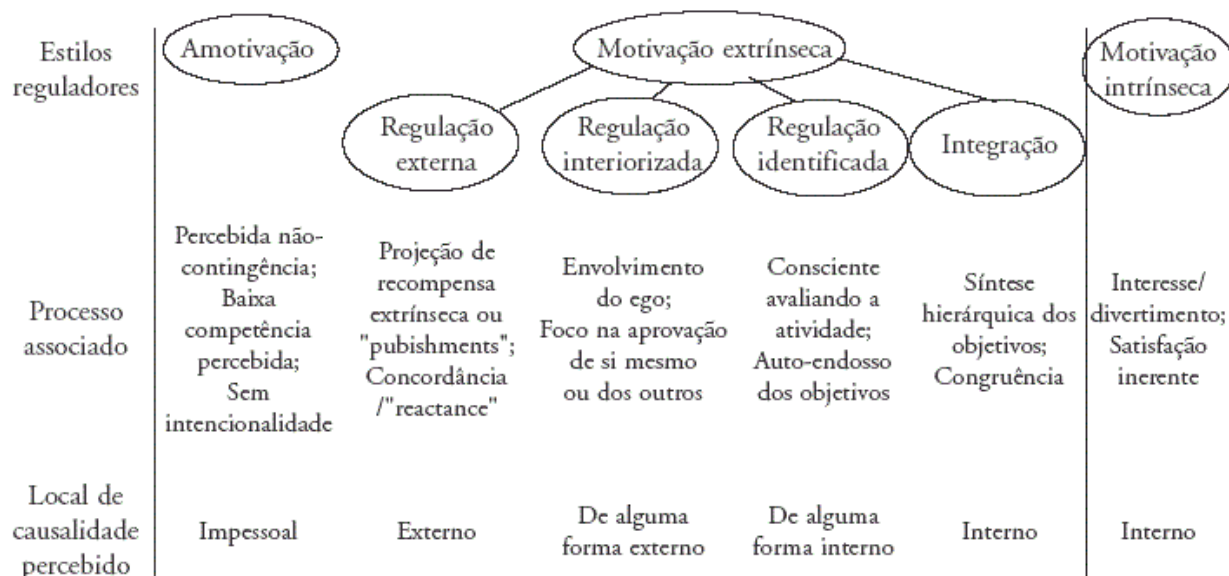 Estilos
reguladores
Amotivação
Motivação extrínseca
Motivação
intrínseca
Regulação
externa
Regulação
interiorizada
Regulação
identificada
Integração
Processo
associado
Percebida não-
contingência;
Baixa
competência
percebida;
Sem
intencionalidade
Projeção de
recompensa
extrínseca ou
"pubishments";
Concordância
/"reactance"
Envolvimento
do ego;
Foco na aprovação
de si mesmo
ou dos outros
Consciente
avaliando a
atividade;
Auto-endosso
dos objetivos
Síntese
hierárquica dos
objetivos;
Congruência
Interesse/
divertimento;
Satisfação
inerente
Local de
causalidade
percebido
Impessoal
Externo
De alguma
forma externo
De alguma
forma interno
Interno
Interno